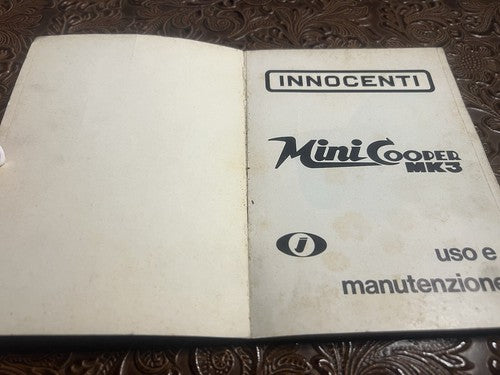 INNOCENTI
Mini Cooper
MK3
j
uso e
manutenzione